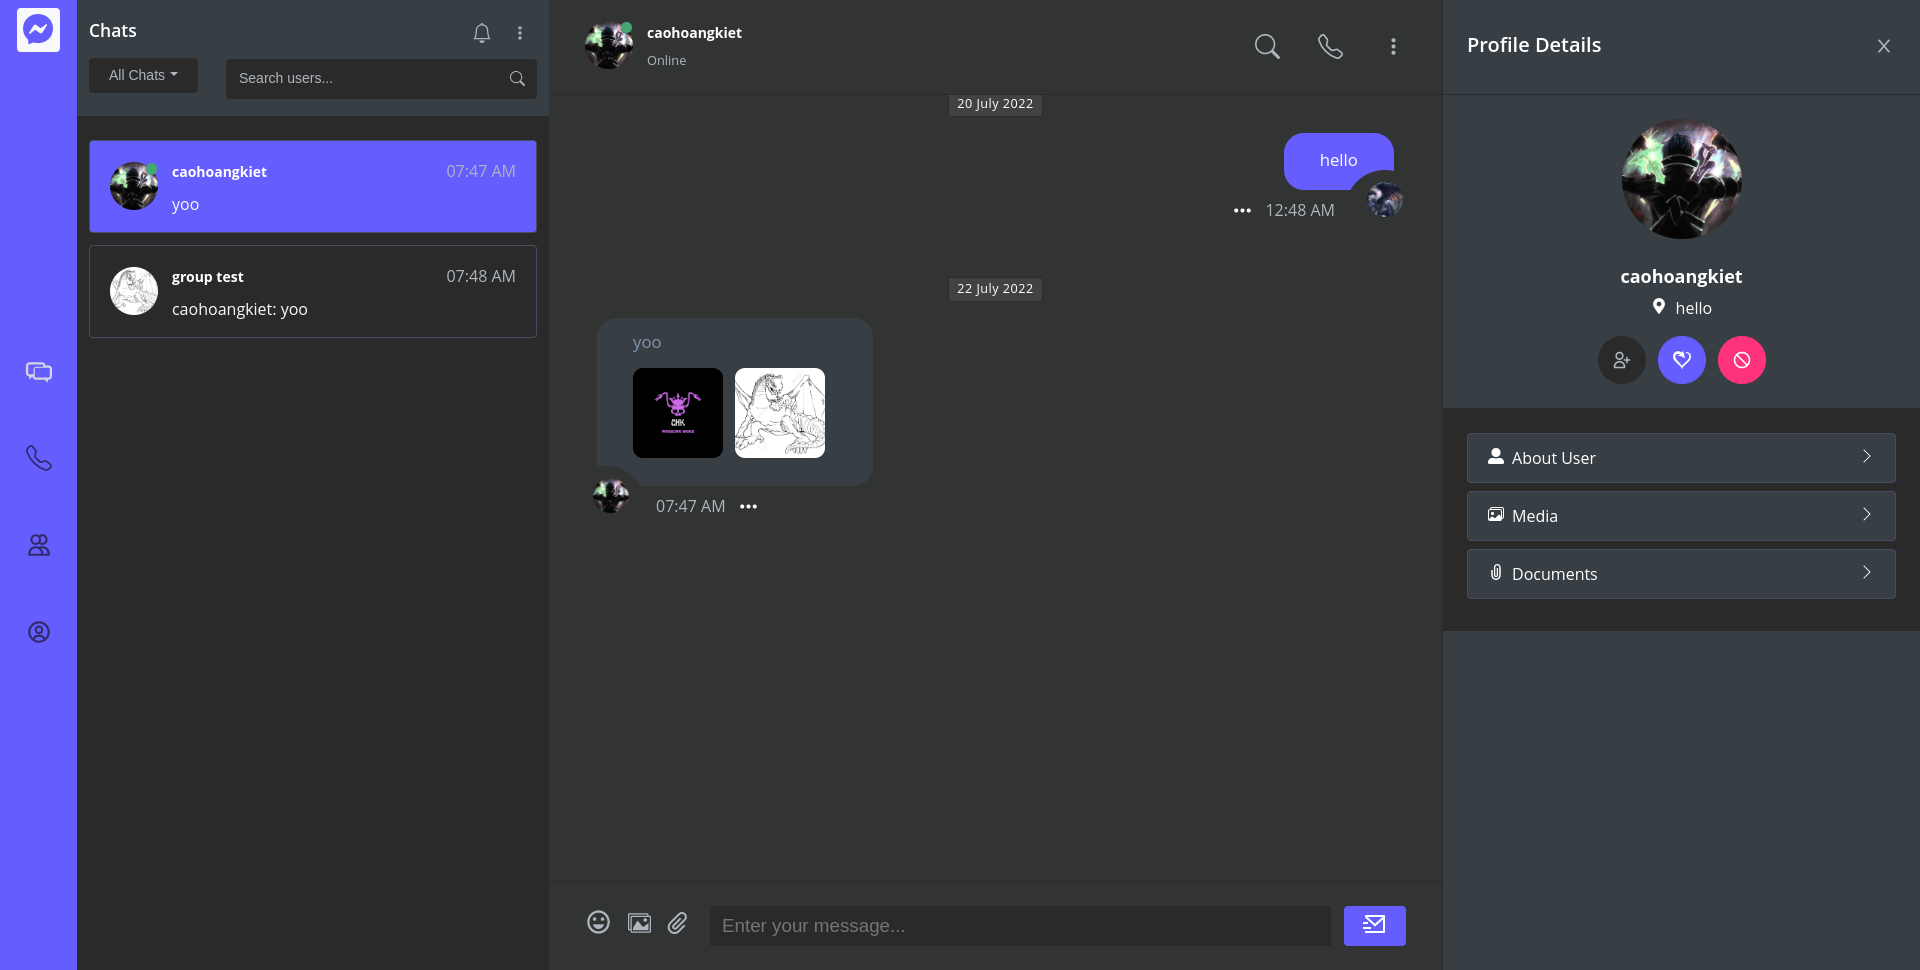 Chats
All Chats
Search users...
caohoangkiet
07:47 AM
yoo
group test
07:48 AM
caohoangkiet: yoo
caohoangkiet
Online
20 July 2022
hello
12:48 AM
22 July 2022
yoo
CHK
07:47 AM
Enter your message...
Profile Details
caohoangkiet
hello
About User
Media
Documents